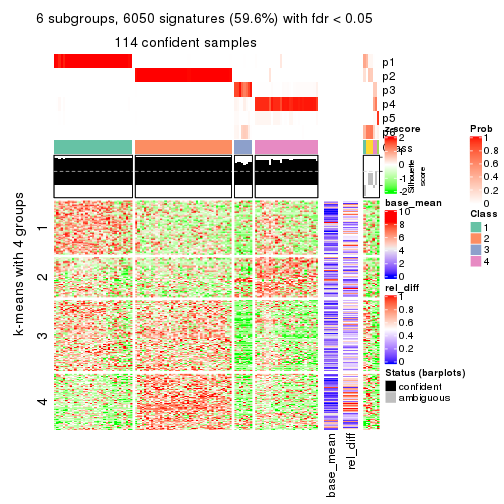 6 subgroups, 6050 signatures (59.6%) with fdr < 0.05
114 confident samples
p1
p2
p3
p4
p5
p6
Class
z-score
2
1
0
-1
-2
Silhouette
score
Prob
1
0.8
0.6
0.4
0.2
0
Class
1
2
3
4
base_mean
10
8
6
4
2
0
rel_diff
1
0.8
0.6
0.4
0.2
0
Status (barplots)
confident
ambiguous
k-means with 4 groups
1
2
3
4
base_mean
rel_diff